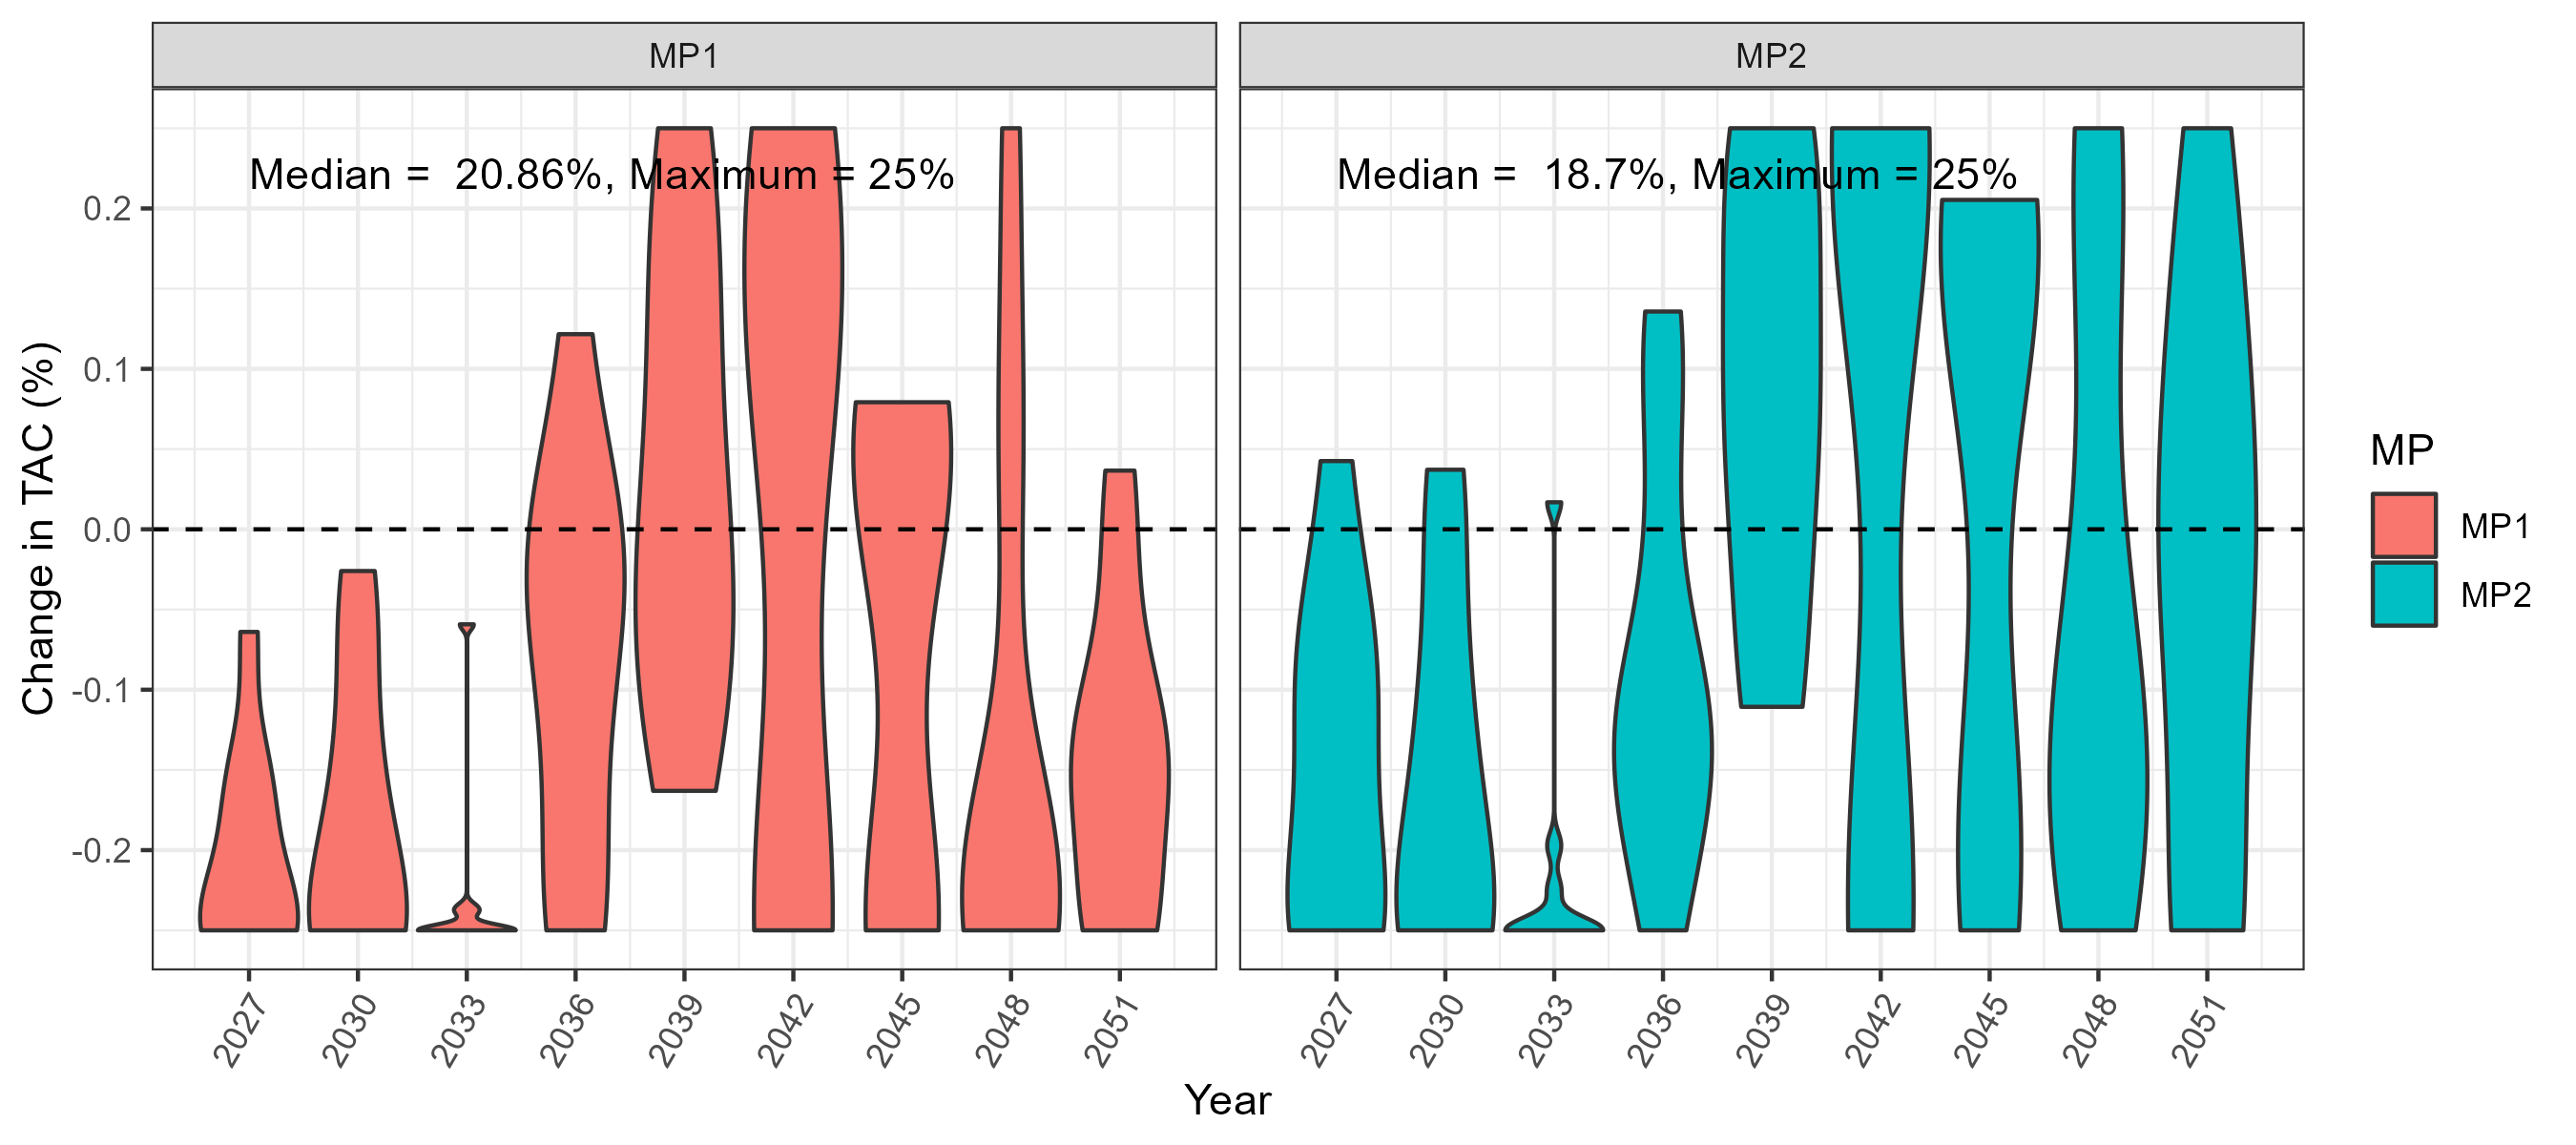 MP1
MP2
Median =  20.86%, Maximum = 25%
Median =  18.7%, Maximum = 25%
Change in TAC (%)
0.2
0.1
0.0
-0.1
-0.2
2027 2030 2033 2036 2039 2042 2045 2048 2051
2027 2030 2033 2036 2039 2042 2045 2048 2051
Year
MP
MP1
MP2